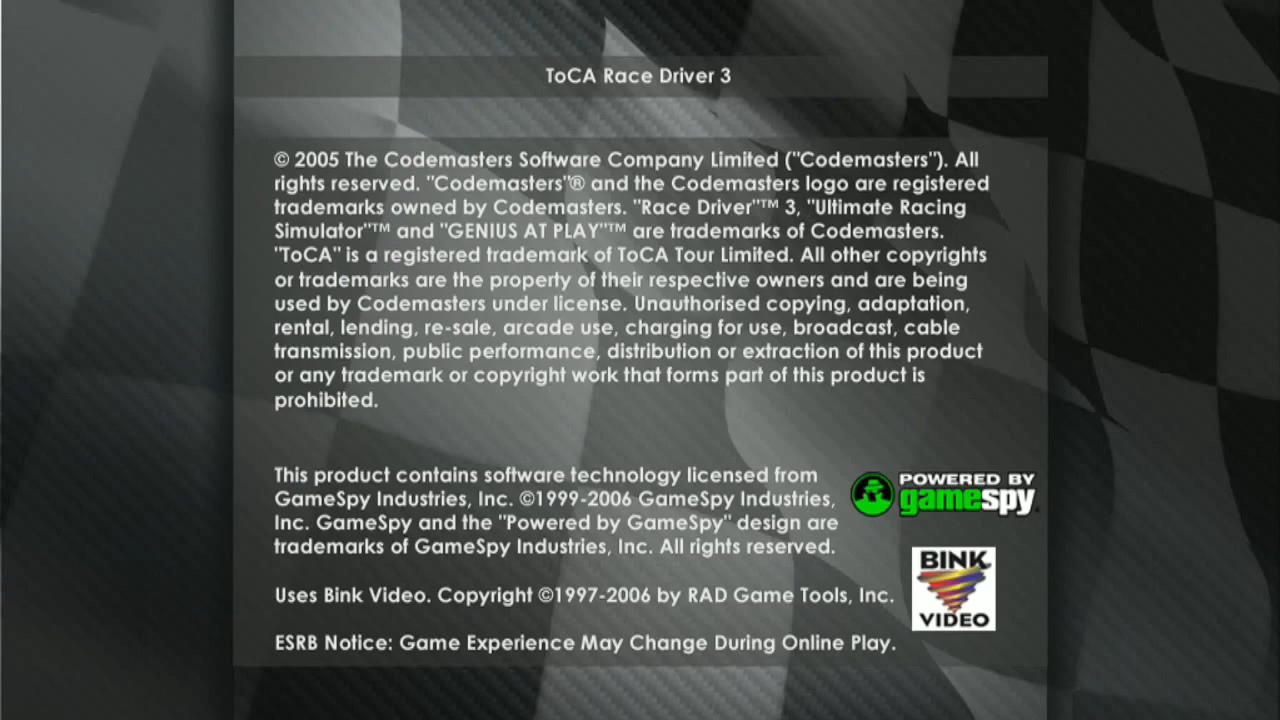 ToCA Race Driver 3
© 2005 The Codemasters Software Company Limited ("Codemasters"). All
rights reserved. "Codemasters"® and the Codemasters logo are registered
trademarks owned by Codemasters. "Race Driver"™ 3, "Ultimate Racing
Simulator"™ and "GENIUS AT PLAY"™ are trademarks of Codemasters.
"ToCA" is a registered trademark of ToCA Tour Limited. All other copyrights
or trademarks are the property of their respective owners and are being
used by Codemasters under license. Unauthorised copying, adaptation,
rental, lending, re-sale, arcade use, charging for use, broadcast, cable
transmission, public performance, distribution or extraction of this product
or any trademark or copyright work that forms part of this product is
prohibited.
This product contains software technology licensed from
GameSpy Industries, Inc. ©1999-2006 GameSpy Industries,
Inc. GameSpy and the "Powered by GameSpy" design are
trademarks of GameSpy Industries, Inc. All rights reserved.
POWERED BY
gamespy
Uses Bink Video. Copyright ©1997-2006 by RAD Game Tools, Inc.
BINK
VIDEO
ESRB Notice: Game Experience May Change During Online Play.